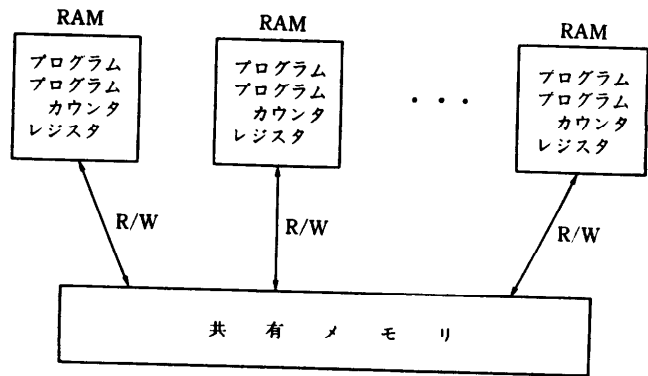 RAM
プログラム
プログラム
カウンタ
レジスタ
RAM
プログラム
プログラム
カウンタ
レジスタ
. . .
RAM
プログラム
プログラム
カウンタ
レジスタ
R/W
R/W
R/W
共有メモリ